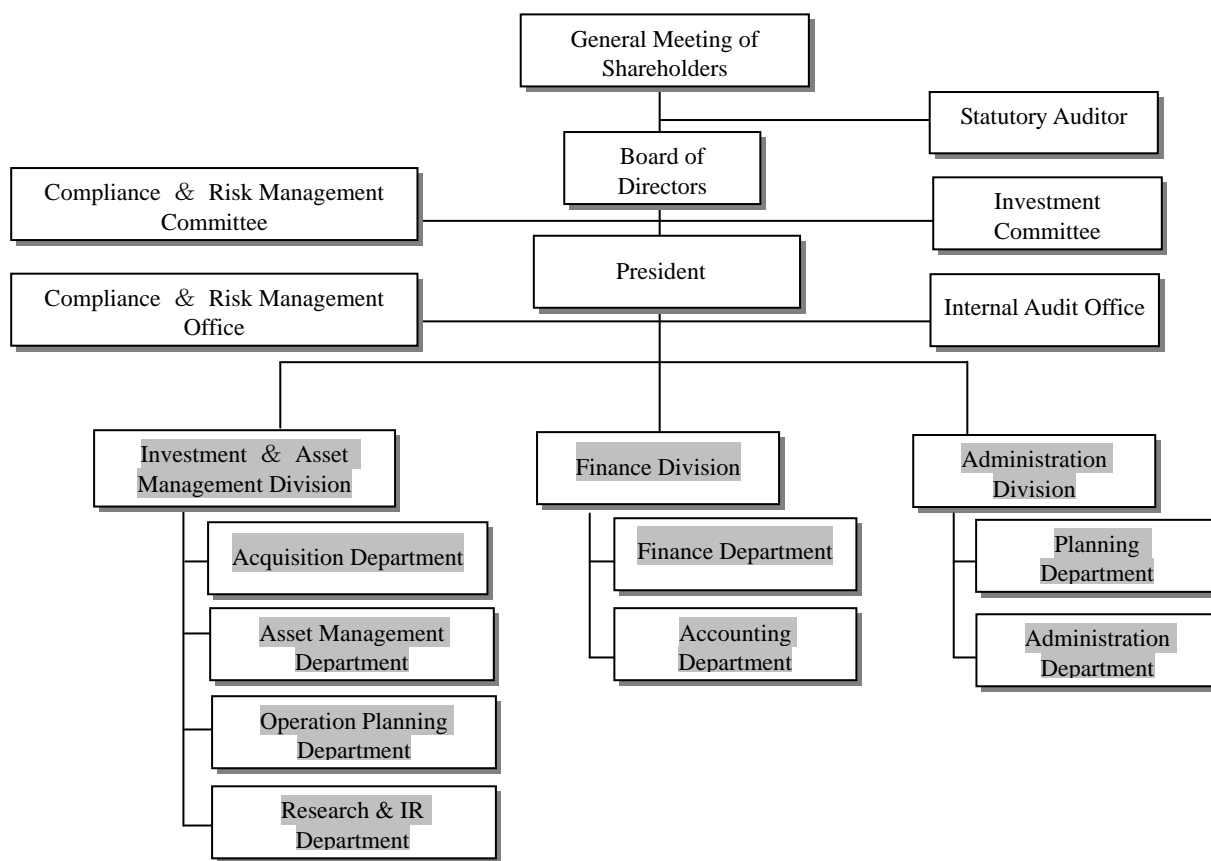 General Meeting of
Shareholders
Statutory Auditor
Board of
Directors
Compliance & Risk Management
Committee
Investment
Committee
President
Compliance & Risk Management
Office
Internal Audit Office
Investment & Asset
Management Division
Finance Division
Administration
Division
Acquisition Department
Asset Management
Department
Operation Planning
Department
Research & IR
Department
Finance Department
Accounting
Department
Planning
Department
Administration
Department